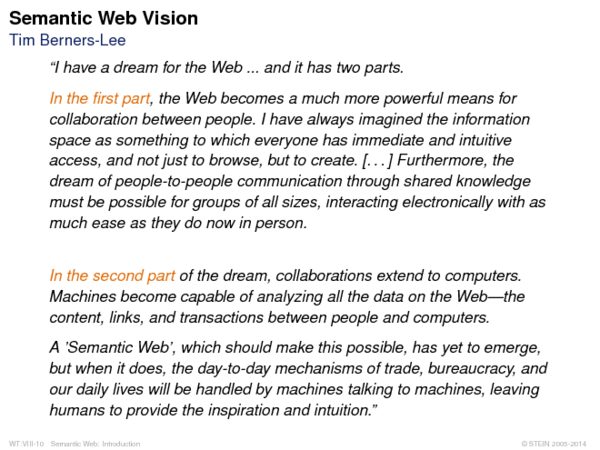 Semantic Web Vision
Tim Berners-Lee
“I have a dream for the Web ... and it has two parts.
In the first part, the Web becomes a much more powerful means for
collaboration between people. I have always imagined the information
space as something to which everyone has immediate and intuitive
access, and not just to browse, but to create. [. . . ] Furthermore, the
dream of people-to-people communication through shared knowledge
must be possible for groups of all sizes, interacting electronically with as
much ease as they do now in person.
In the second part of the dream, collaborations extend to computers.
Machines become capable of analyzing all the data on the Web—the
content, links, and transactions between people and computers.
A ’Semantic Web’, which should make this possible, has yet to emerge,
but when it does, the day-to-day mechanisms of trade, bureaucracy, and
our daily lives will be handled by machines talking to machines, leaving
humans to provide the inspiration and intuition.”
WT:VIII-10 Semantic Web: Introduction © STEIN 2005-2014